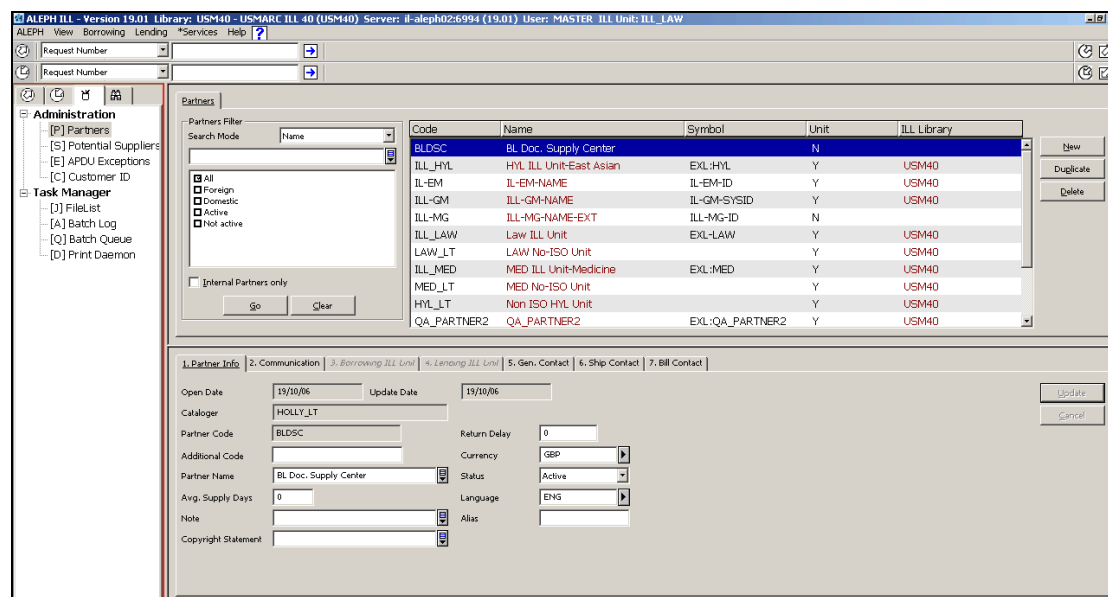 ALEPH ILL - Version 19.01 Library: USM40 - USMARC ILL 40 (USM40) Server: il-aleph02:6994 (19.01) User: MASTER ILL Unit: ILL_LAW
ALEPH View Borrowing Lending *Services Help ?
Request Number
Request Number
Administration
[P] Partners
[S] Potential Suppliers
[E] APDU Exceptions
[C] Customer ID
Task Manager
[J] FileList
[A] Batch Log
[Q] Batch Queue
[D] Print Daemon
Partners
Partners Filter
Search Mode Name
All
Foreign
Domestic
Active
Not active
Internal Partners only
Go Clear
Code Name Symbol Unit ILL Library
BLDSC BL Doc. Supply Center N
ILL_HYL HYL ILL Unit-East Asian EXL:HYL Y USM40
IL-EM IL-EM-NAME IL-EM-ID Y USM40
ILL-GM ILL-GM-NAME IL-GM-SYSID Y USM40
ILL-MG ILL-MG-NAME-EXT ILL-MG-ID N
ILL_LAW Law ILL Unit EXL-LAW Y USM40
LAW_LT LAW No-ISO Unit Y USM40
ILL_MED MED ILL Unit-Medicine EXL:MED Y USM40
MED_LT MED No-ISO Unit Y USM40
HYL_LT Non ISO HYL Unit Y USM40
QA_PARTNER2 QA_PARTNER2 EXL:QA_PARTNER2 Y USM40
New
Duplicate
Delete
1. Partner Info 2. Communication 3. Borrowing ILL Unit 4. Lending ILL Unit 5. Gen. Contact 6. Ship Contact 7. Bill Contact
Open Date 19/10/06 Update Date 19/10/06
Cataloger HOLLY_LT
Partner Code BLDSC Return Delay 0
Additional Code Currency GBP
Partner Name BL Doc. Supply Center Status Active
Avg. Supply Days 0 Language ENG
Note Alias
Copyright Statement
Update
Cancel